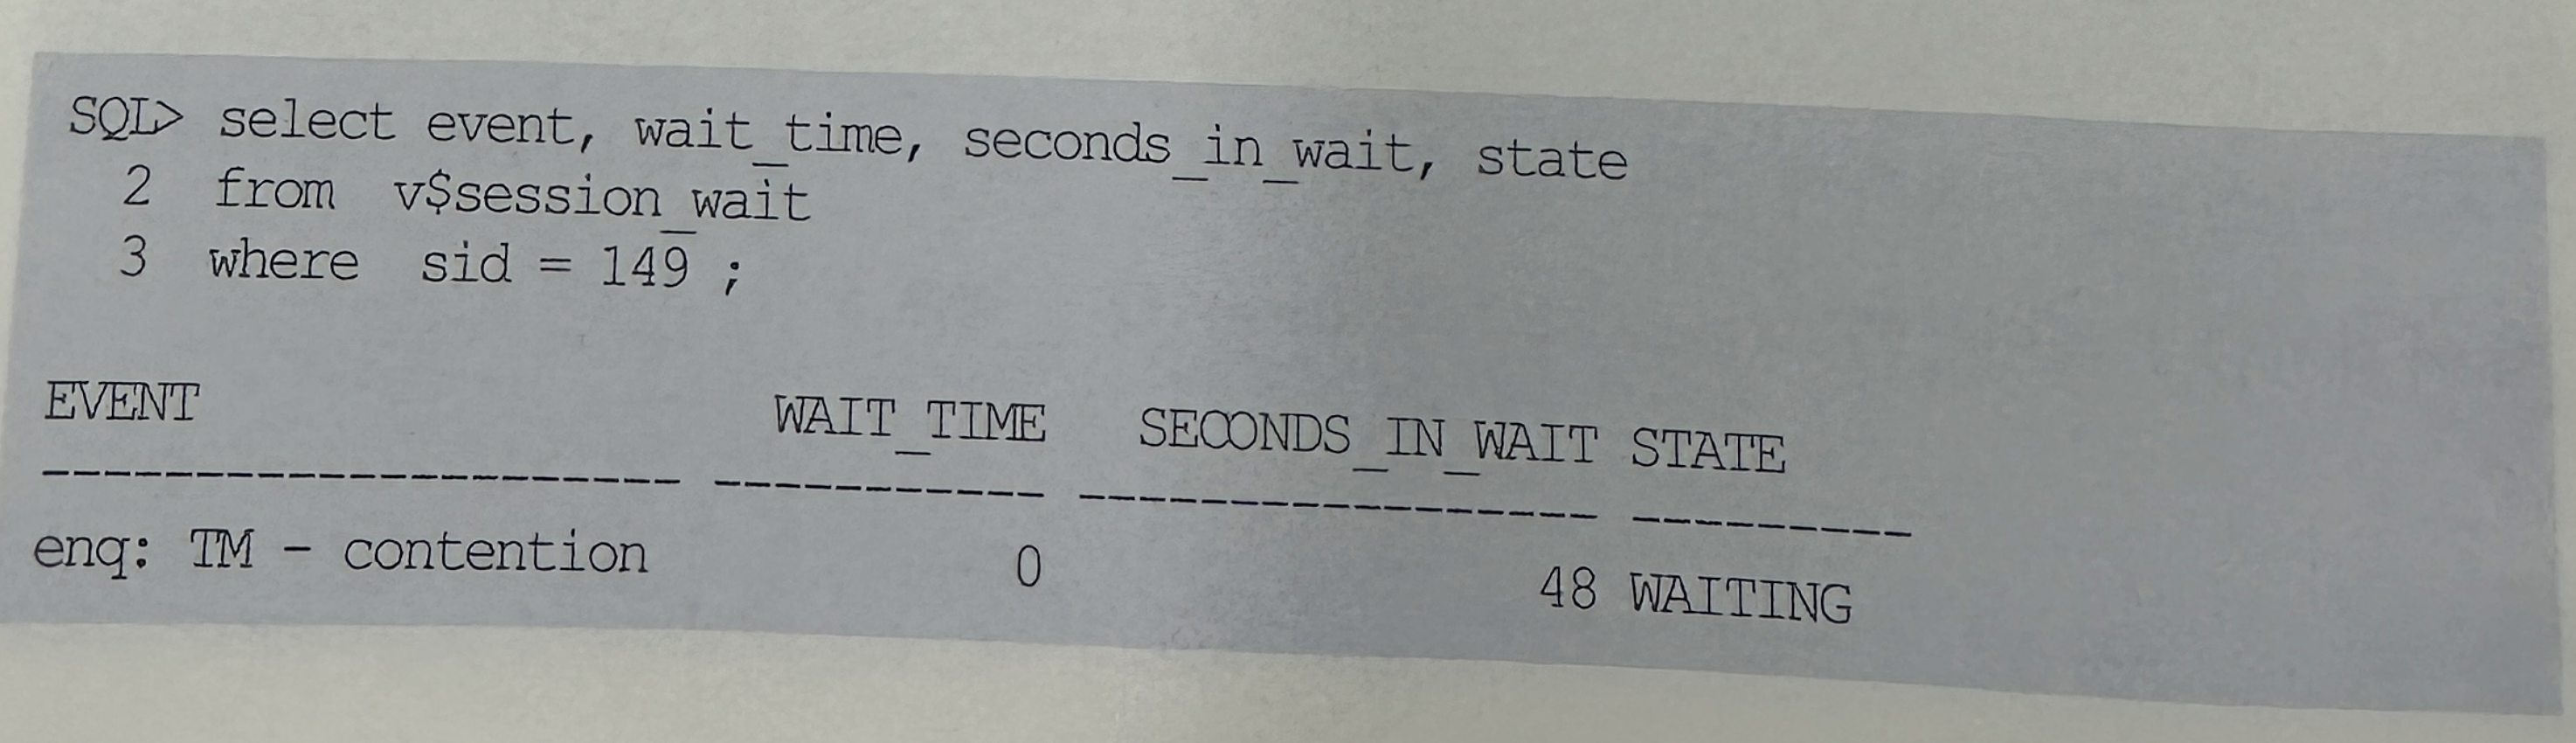 SQL> select event, wait_time, seconds_in_wait, state
2 from v$session_wait
3 where sid = 149 ;
EVENT WAIT_TIME SECONDS_IN_WAIT STATE
--------------------- ----------- ----------------- ----------
enq: TM - contention 0 48 WAITING